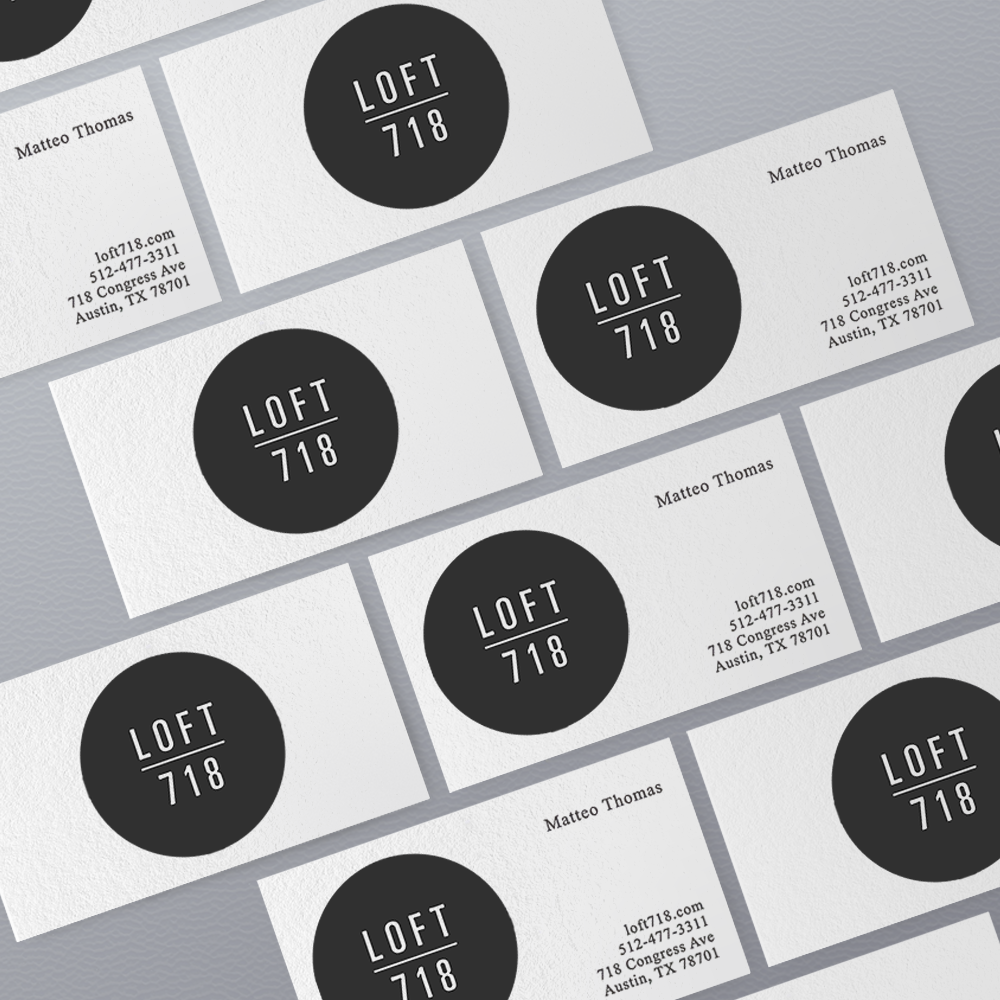 LOFT
718
Matteo Thomas
loft718.com
512-477-3311
718 Congress Ave
Austin, TX 78701
LOFT
718
Matteo Thomas
loft718.com
512-477-3311
718 Congress Ave
Austin, TX 78701
LOFT
718
LOFT
718
Matteo Thomas
loft718.com
512-477-3311
718 Congress Ave
Austin, TX 78701
LOFT
718
LOFT
718
Matteo Thomas
loft718.com
512-477-3311
718 Congress Ave
Austin, TX 78701
LOFT
718